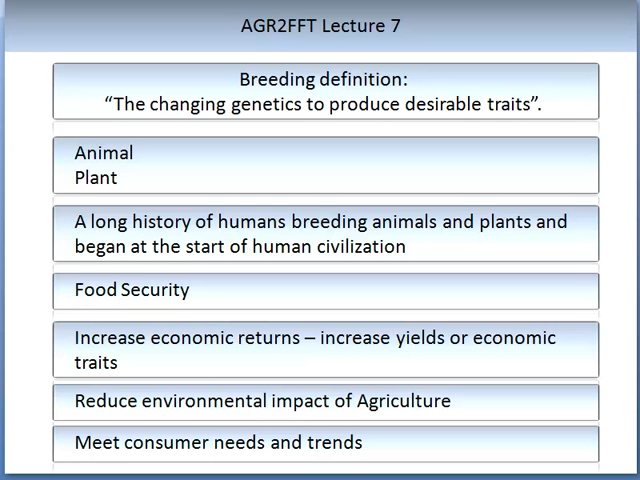 AGR2FFT Lecture 7
Breeding definition:
“The changing genetics to produce desirable traits”.
Animal
Plant
A long history of humans breeding animals and plants and
began at the start of human civilization
Food Security
Increase economic returns – increase yields or economic
traits
Reduce environmental impact of Agriculture
Meet consumer needs and trends